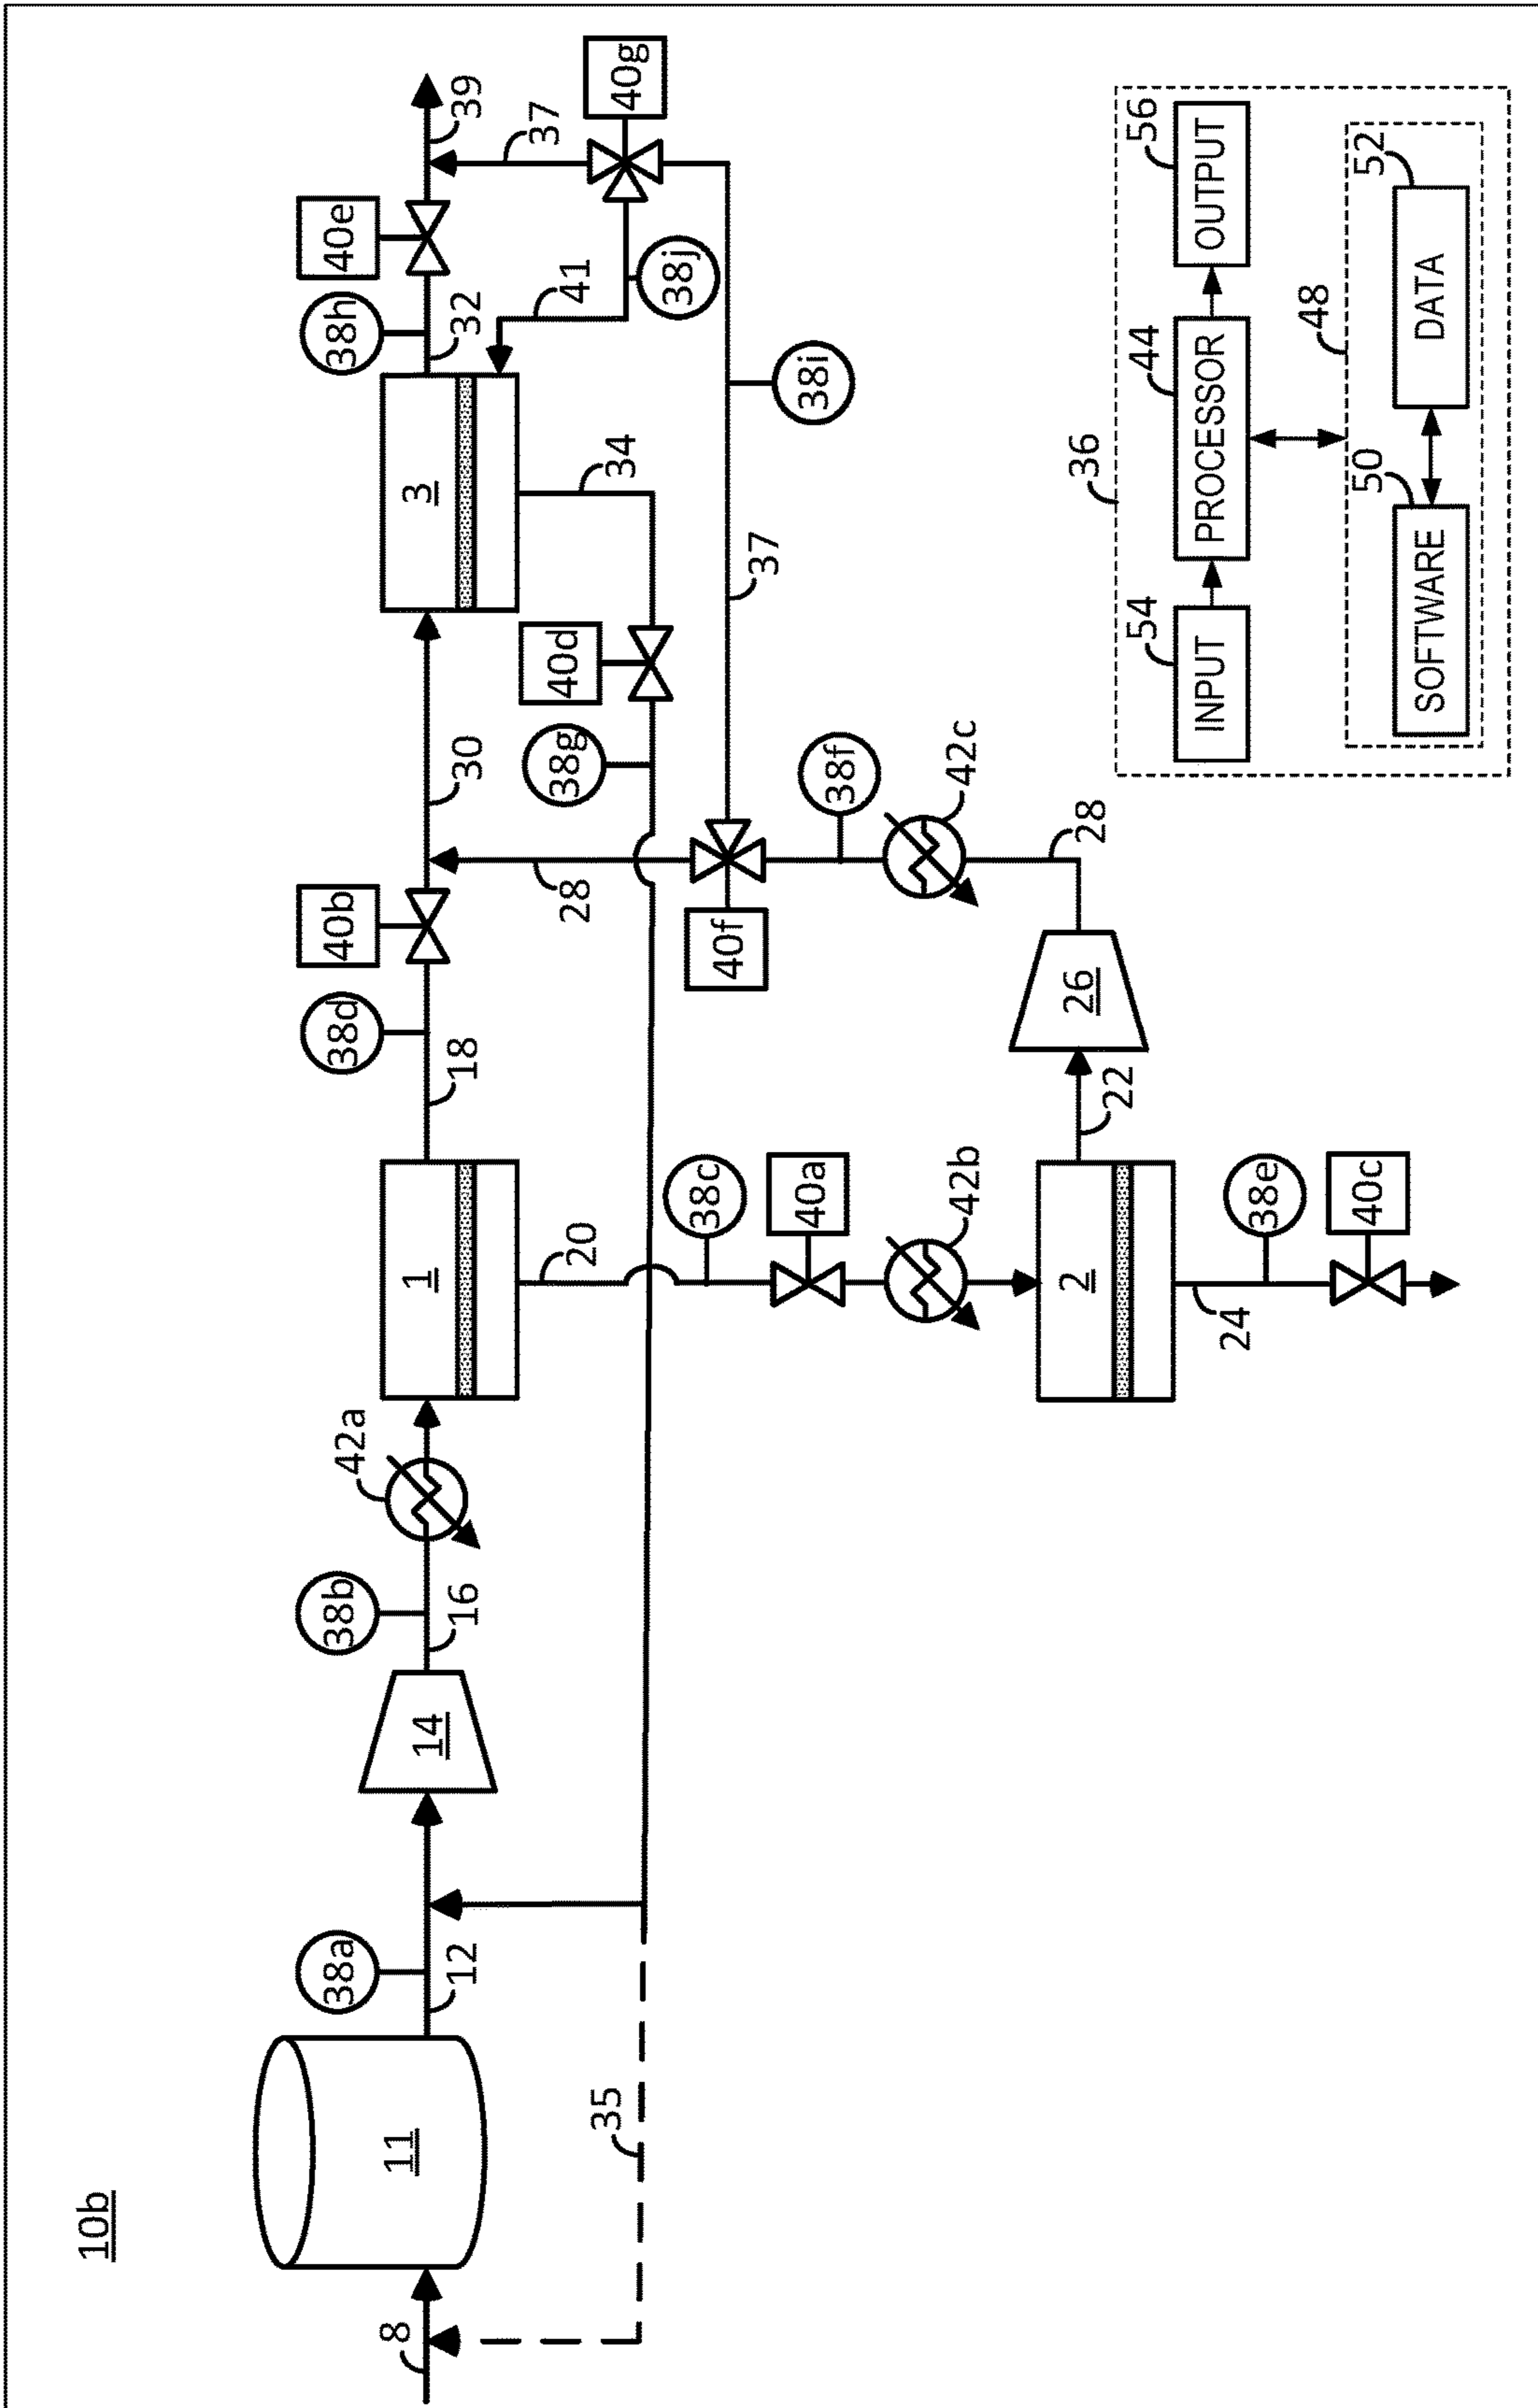 10b
8
11
38a
12
35
14
38b
16
42a
1
38d
18
40b
30
3
38h
32
40e
39
37
40g
41
38j
34
40d
38g
38i
37
28
40f
38f
42c
28
26
22
20
38c
40a
42b
2
38e
24
40c
36
54
INPUT
44
PROCESSOR
56
OUTPUT
48
50
SOFTWARE
52
DATA